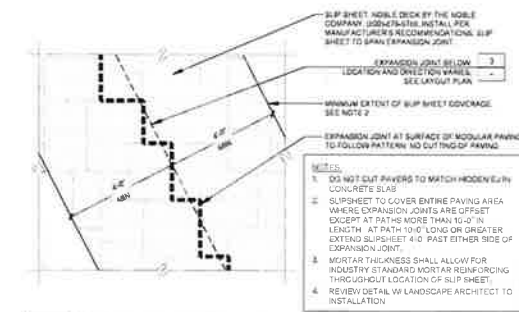 SLIP SHEET, NOBLE DECK BY THE NOBLE
COMPANY, INSTALL PER
MANUFACTURER'S RECOMMENDATIONS, SLIP
SHEET TO SPAN EXPANSION JOINT
EXPANSION JOINT BELOW
LOCATION AND DIRECTION VARIES,
SEE LAYOUT PLAN
3
-
MINIMUM EXTENT OF SLIP SHEET COVERAGE
SEE NOTE 2
EXPANSION JOINT AT SURFACE OF MODULAR PAVING
TO FOLLOW PATTERN. NO CUTTING OF PAVING
4'-0"
MIN
4'-0"
MIN
NOTES:
1. DO NOT CUT PAVERS TO MATCH HIDDEN EJ IN
CONCRETE SLAB
2. SLIPSHEET TO COVER ENTIRE PAVING AREA
WHERE EXPANSION JOINTS ARE OFFSET
EXCEPT AT PATHS MORE THAN 10'-0" IN
LENGTH. AT PATH 10'-0" LONG OR GREATER
EXTEND SLIPSHEET 4'-0" PAST EITHER SIDE OF
EXPANSION JOINT.
3. MORTAR THICKNESS SHALL ALLOW FOR
INDUSTRY STANDARD MORTAR REINFORCING
THROUGHOUT LOCATION OF SLIP SHEET.
4. REVIEW DETAIL W/ LANDSCAPE ARCHITECT TO
INSTALLATION